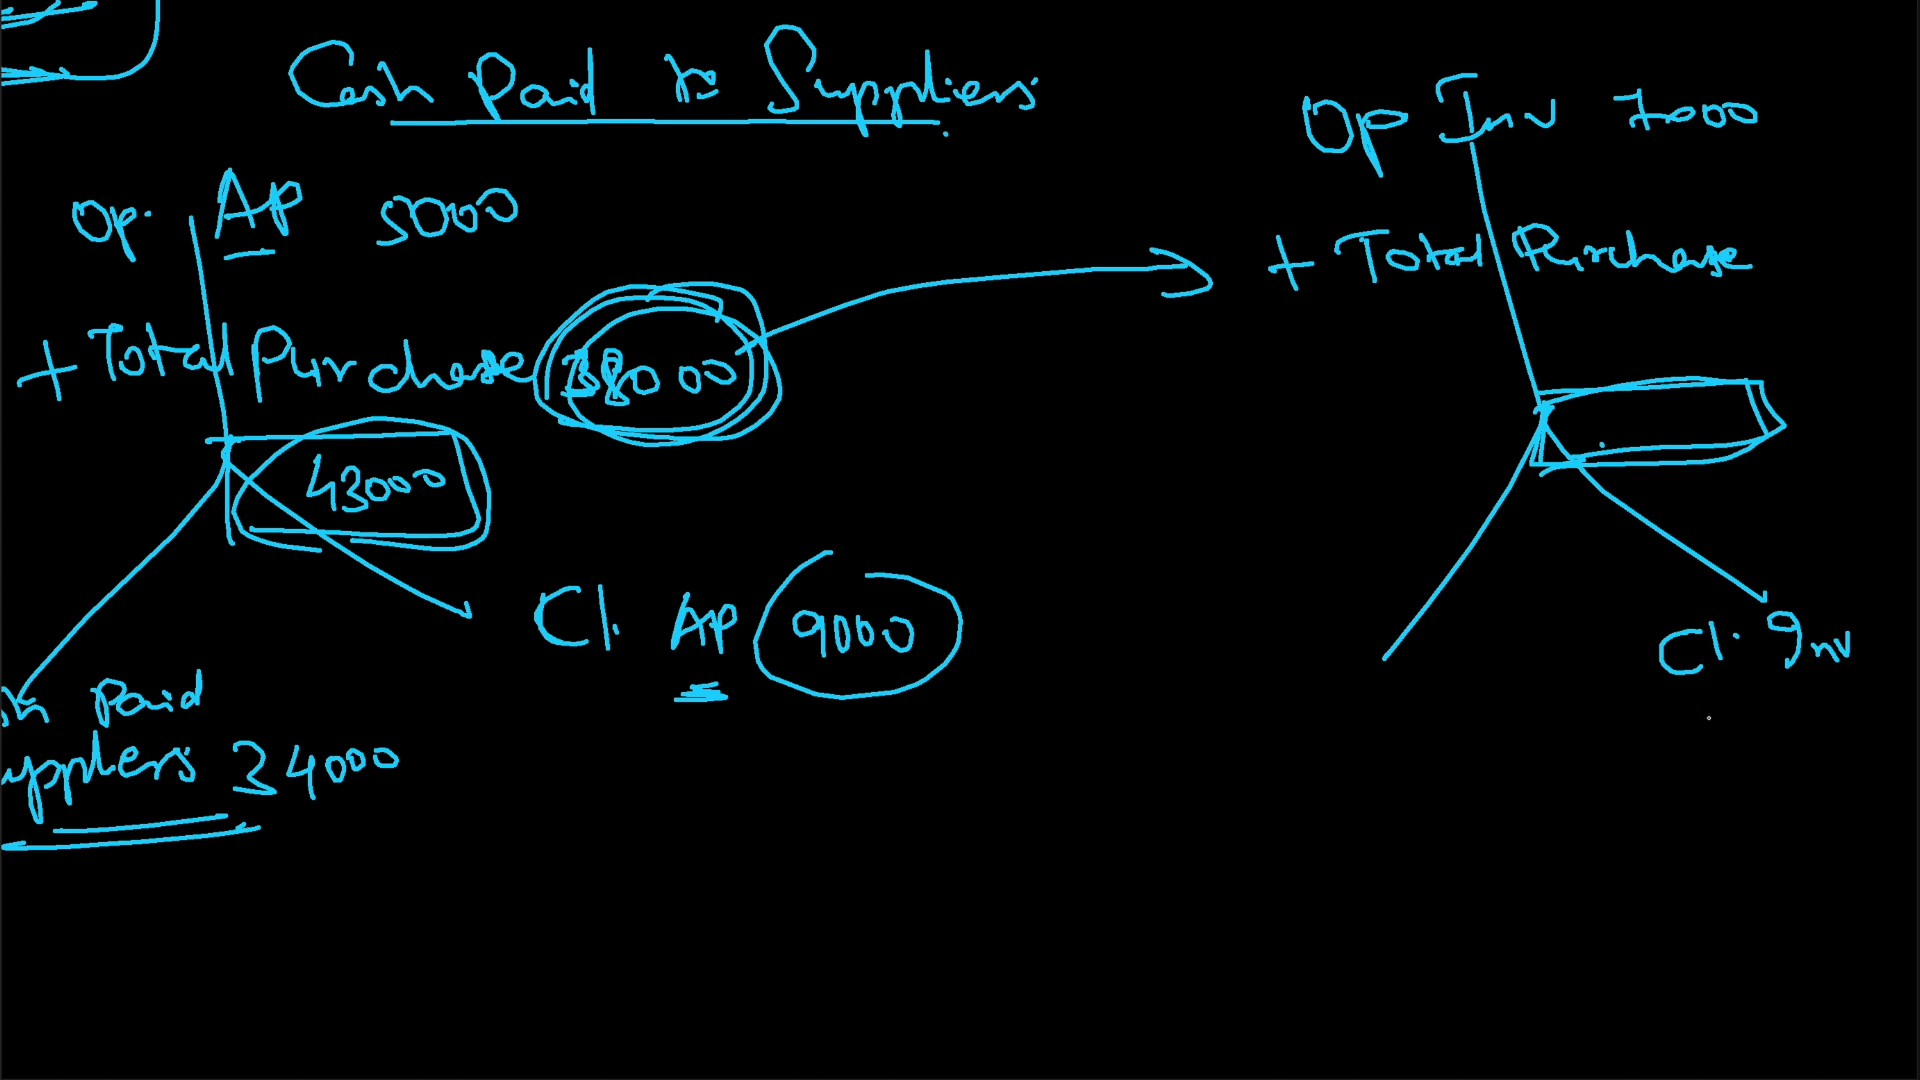 Cash Paid to Suppliers
Op. AP 5000
+ Total Purchase 38000
43000
Cl. AP 9000
paid
34000
Op Inv 7000
+ Total Purchase
Cl. Inv